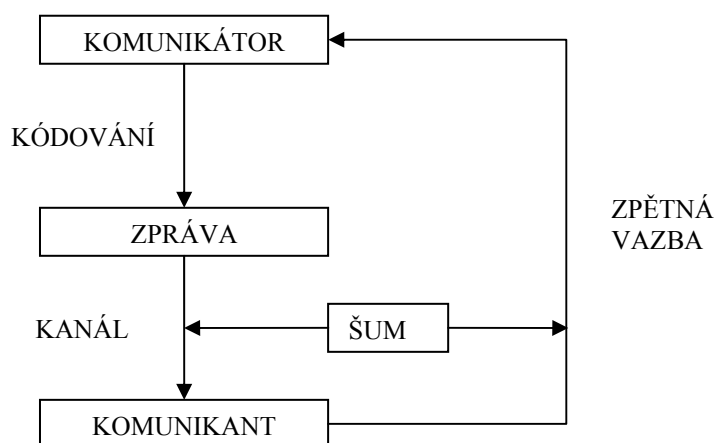 KOMUNIKÁTOR
KÓDOVÁNÍ
ZPRÁVA
ZPĚTNÁ
VAZBA
KANÁL
ŠUM
KOMUNIKANT